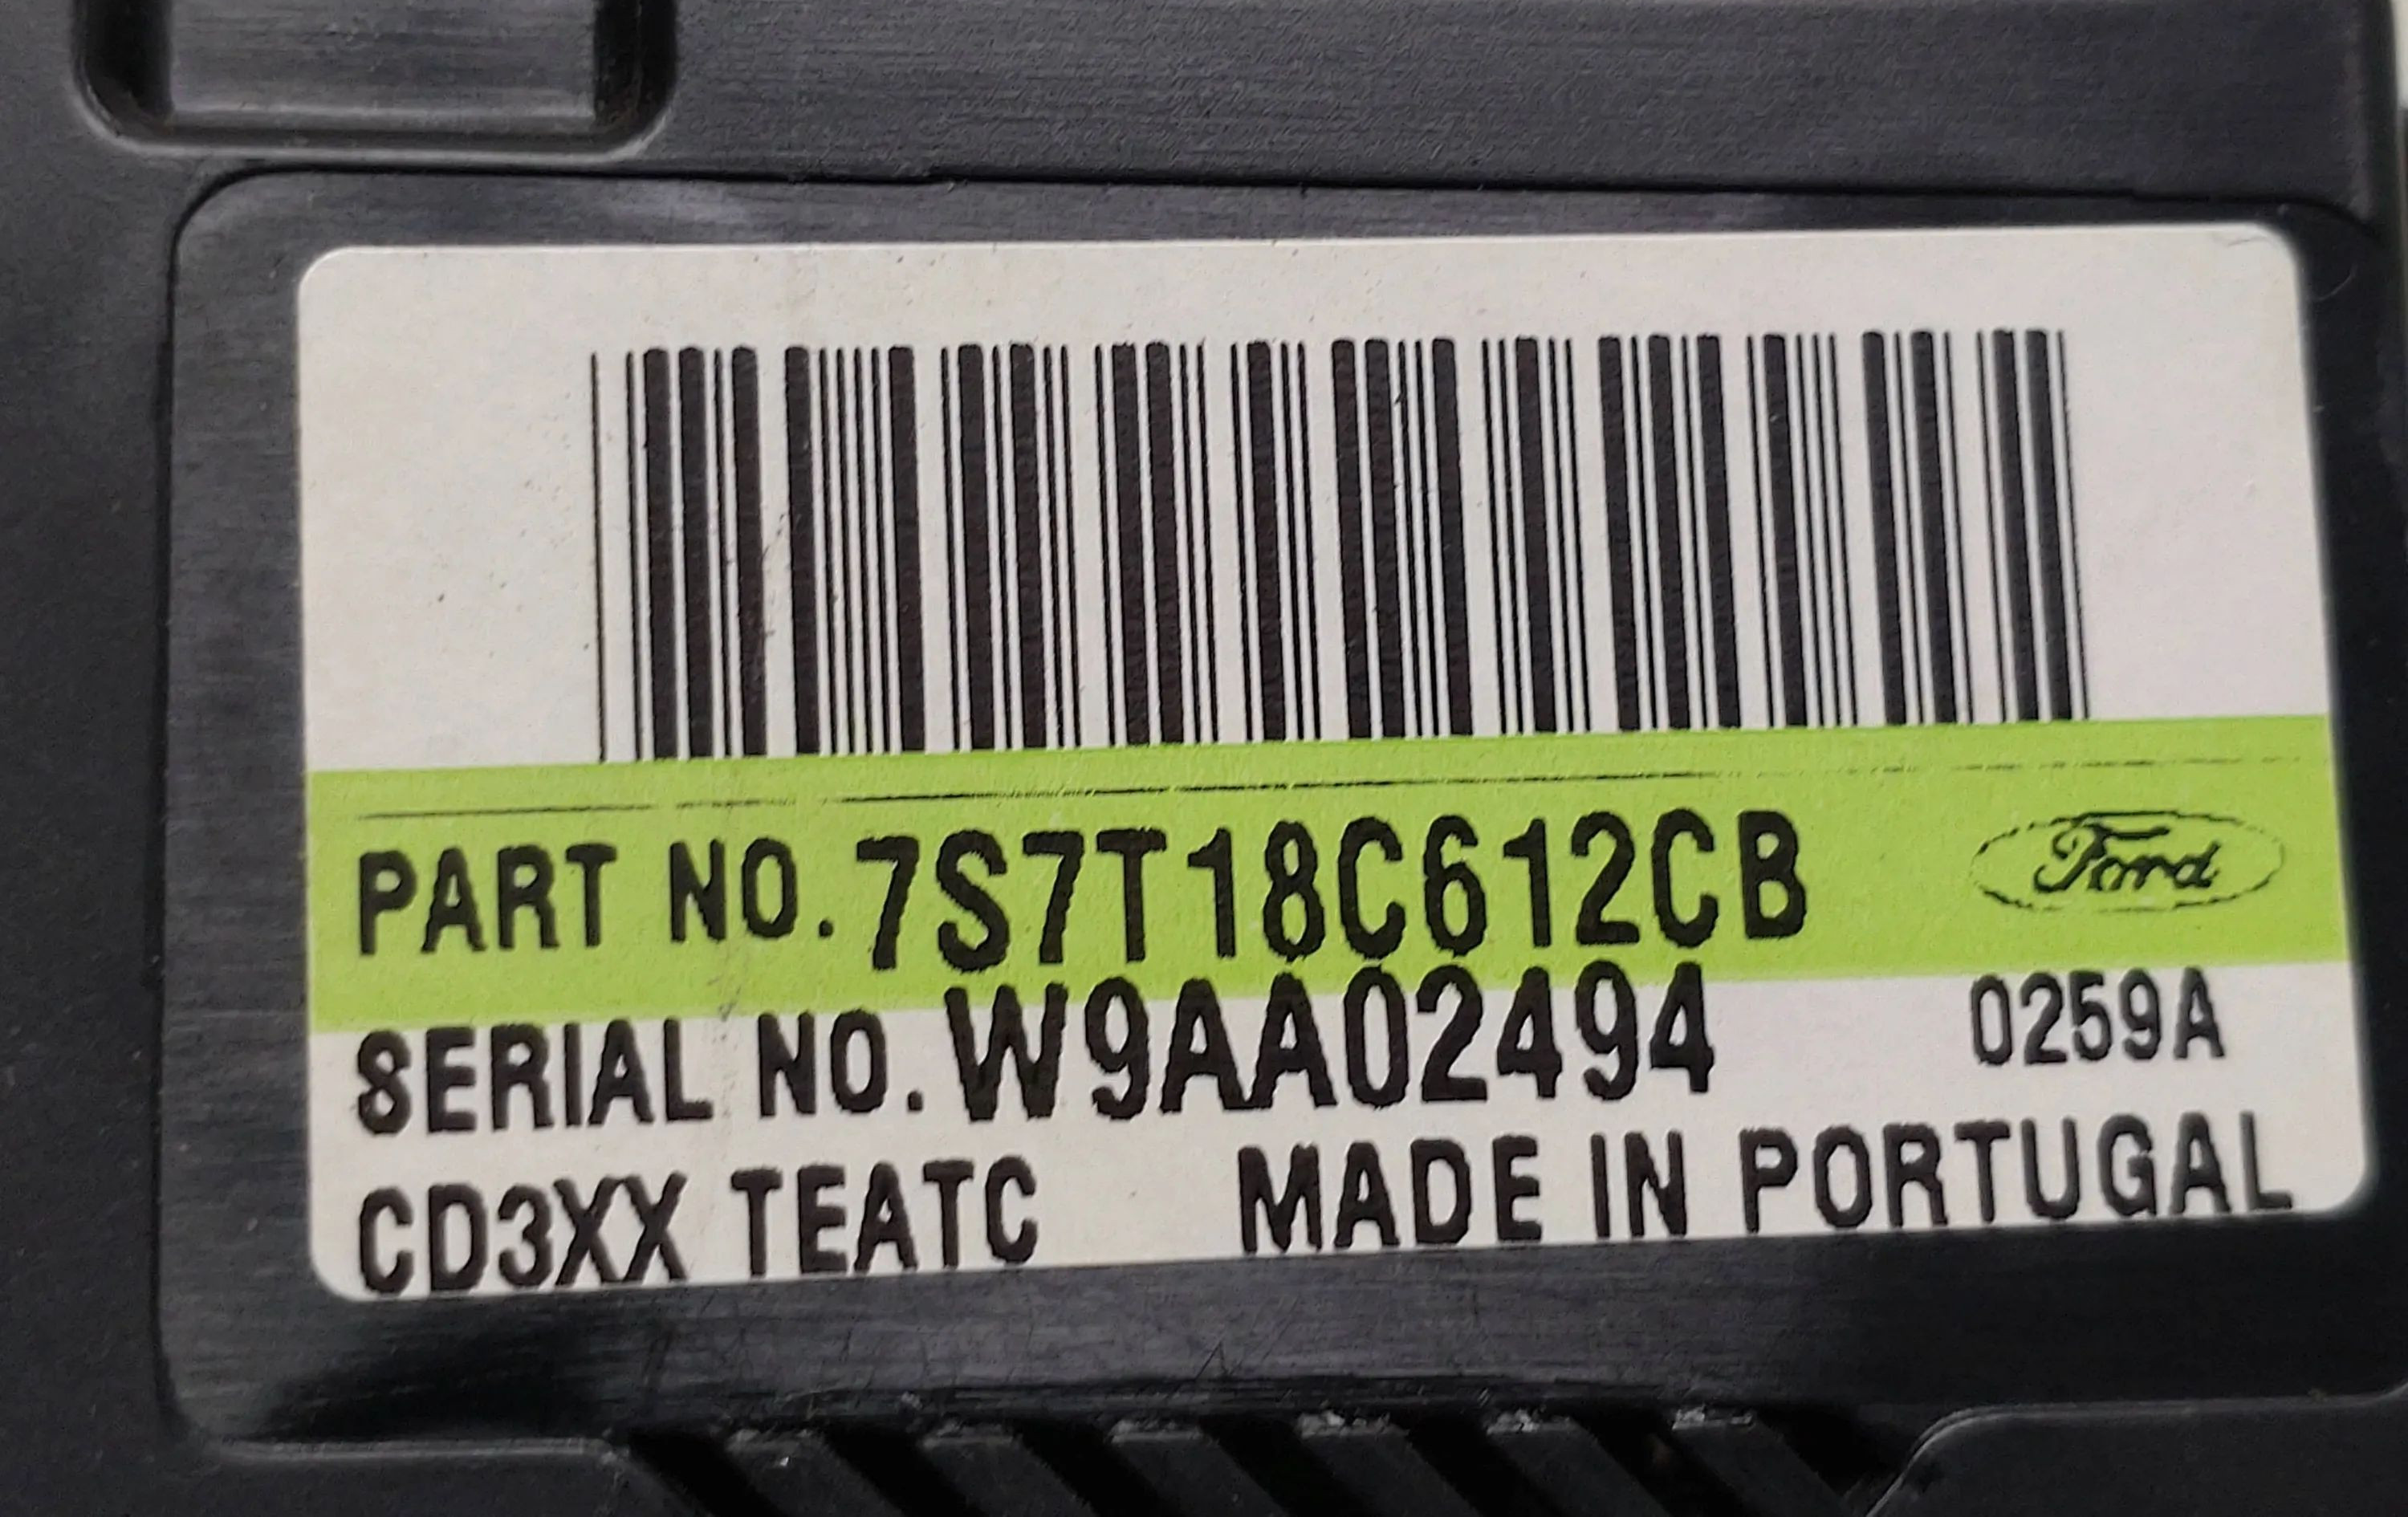 PART NO. 7S7T18C612CB Ford
SERIAL NO. W9AA02494 0259A
CD3XX TEATC MADE IN PORTUGAL